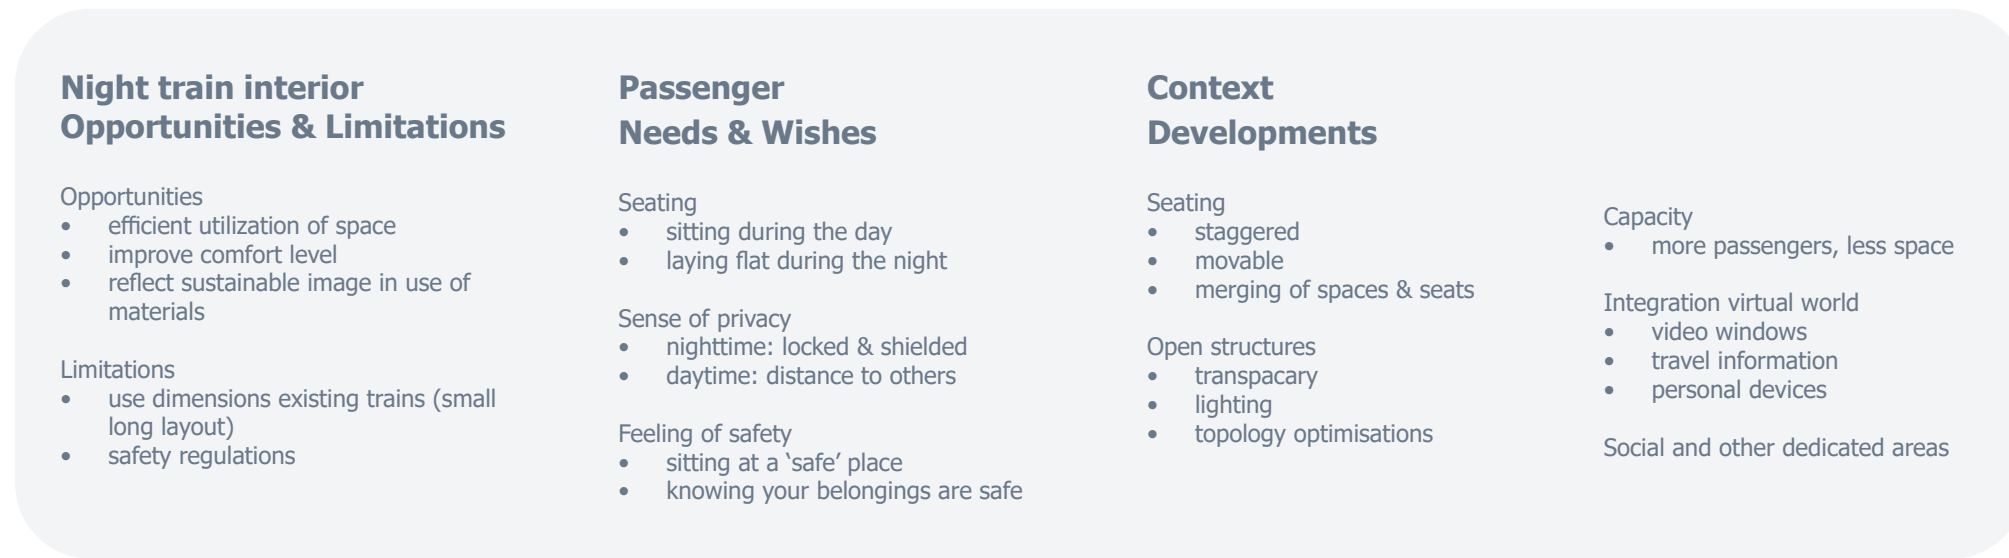 Night train interior
Opportunities & Limitations
Opportunities
• efficient utilization of space
• improve comfort level
• reflect sustainable image in use of
materials
Limitations
• use dimensions existing trains (small
long layout)
• safety regulations
Passenger
Needs & Wishes
Seating
• sitting during the day
• laying flat during the night
Sense of privacy
• nighttime: locked & shielded
• daytime: distance to others
Feeling of safety
• sitting at a ‘safe’ place
• knowing your belongings are safe
Context
Developments
Seating
• staggered
• movable
• merging of spaces & seats
Open structures
• transpacary
• lighting
• topology optimisations
Capacity
• more passengers, less space
Integration virtual world
• video windows
• travel information
• personal devices
Social and other dedicated areas